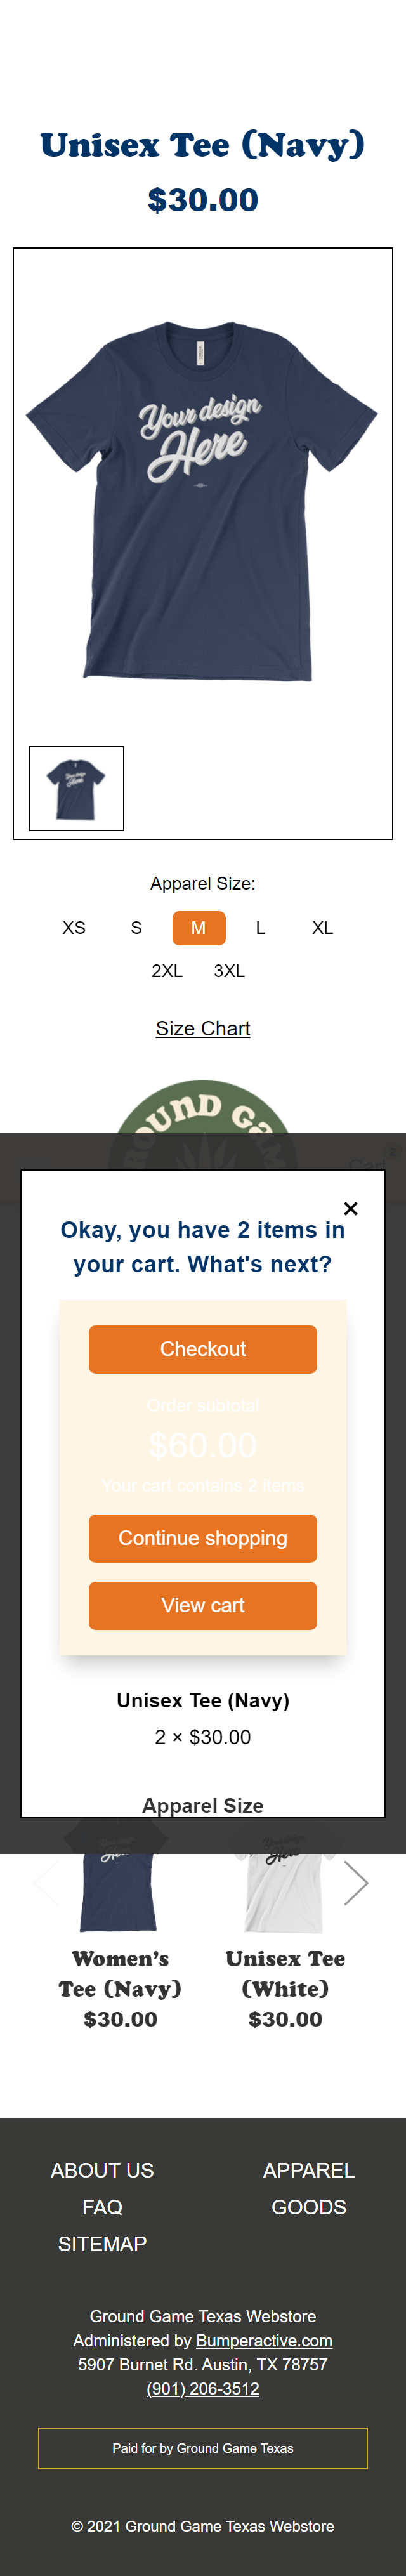 Unisex Tee (Navy)
$30.00
Your design
Here
Apparel Size:
XS S M L XL
2XL 3XL
Size Chart
ROUND GA
Cart 2
×
Okay, you have 2 items in
your cart. What's next?
Checkout
Order subtotal
$60.00
Your cart contains 2 items
Continue shopping
View cart
Unisex Tee (Navy)
2 × $30.00
Apparel Size
Women's
Tee (Navy)
$30.00
Unisex Tee
(White)
$30.00
ABOUT US
FAQ
SITEMAP
APPAREL
GOODS
Ground Game Texas Webstore
Administered by Bumperactive.com
5907 Burnet Rd. Austin, TX 78757
(901) 206-3512
Paid for by Ground Game Texas
© 2021 Ground Game Texas Webstore